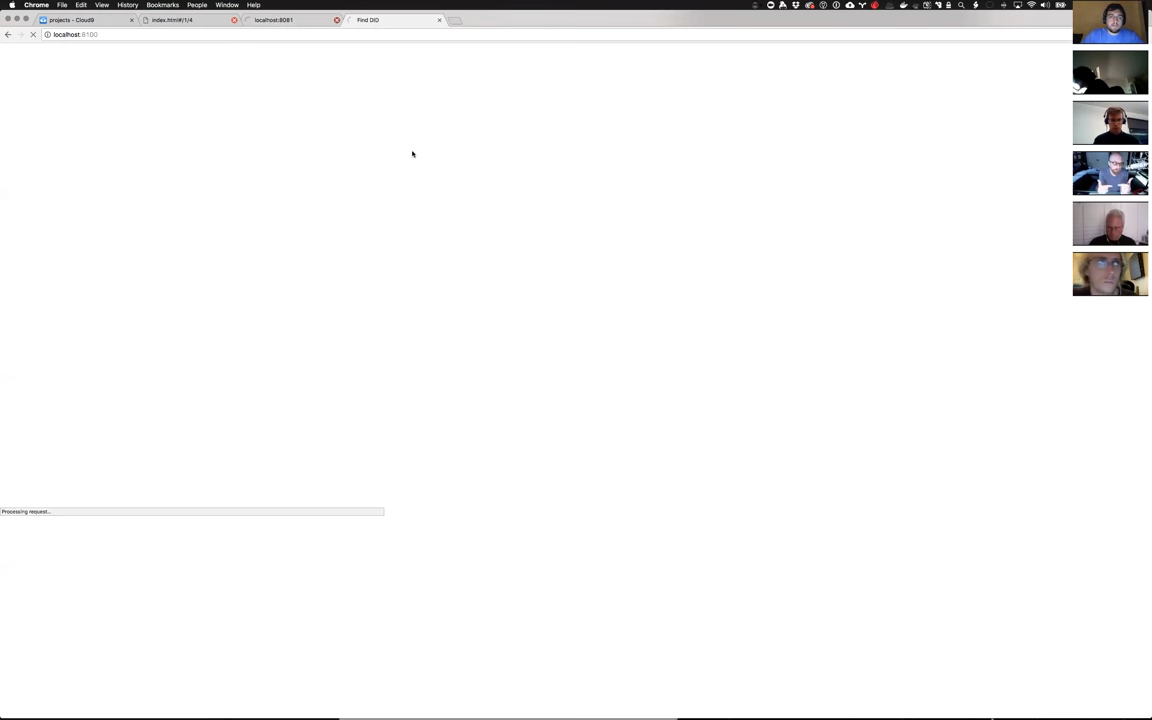 Chrome File Edit View History Bookmarks People Window Help
projects - Cloud9 index.html#/1/4 localhost:8081 Find DID
localhost:8100
Processing request...